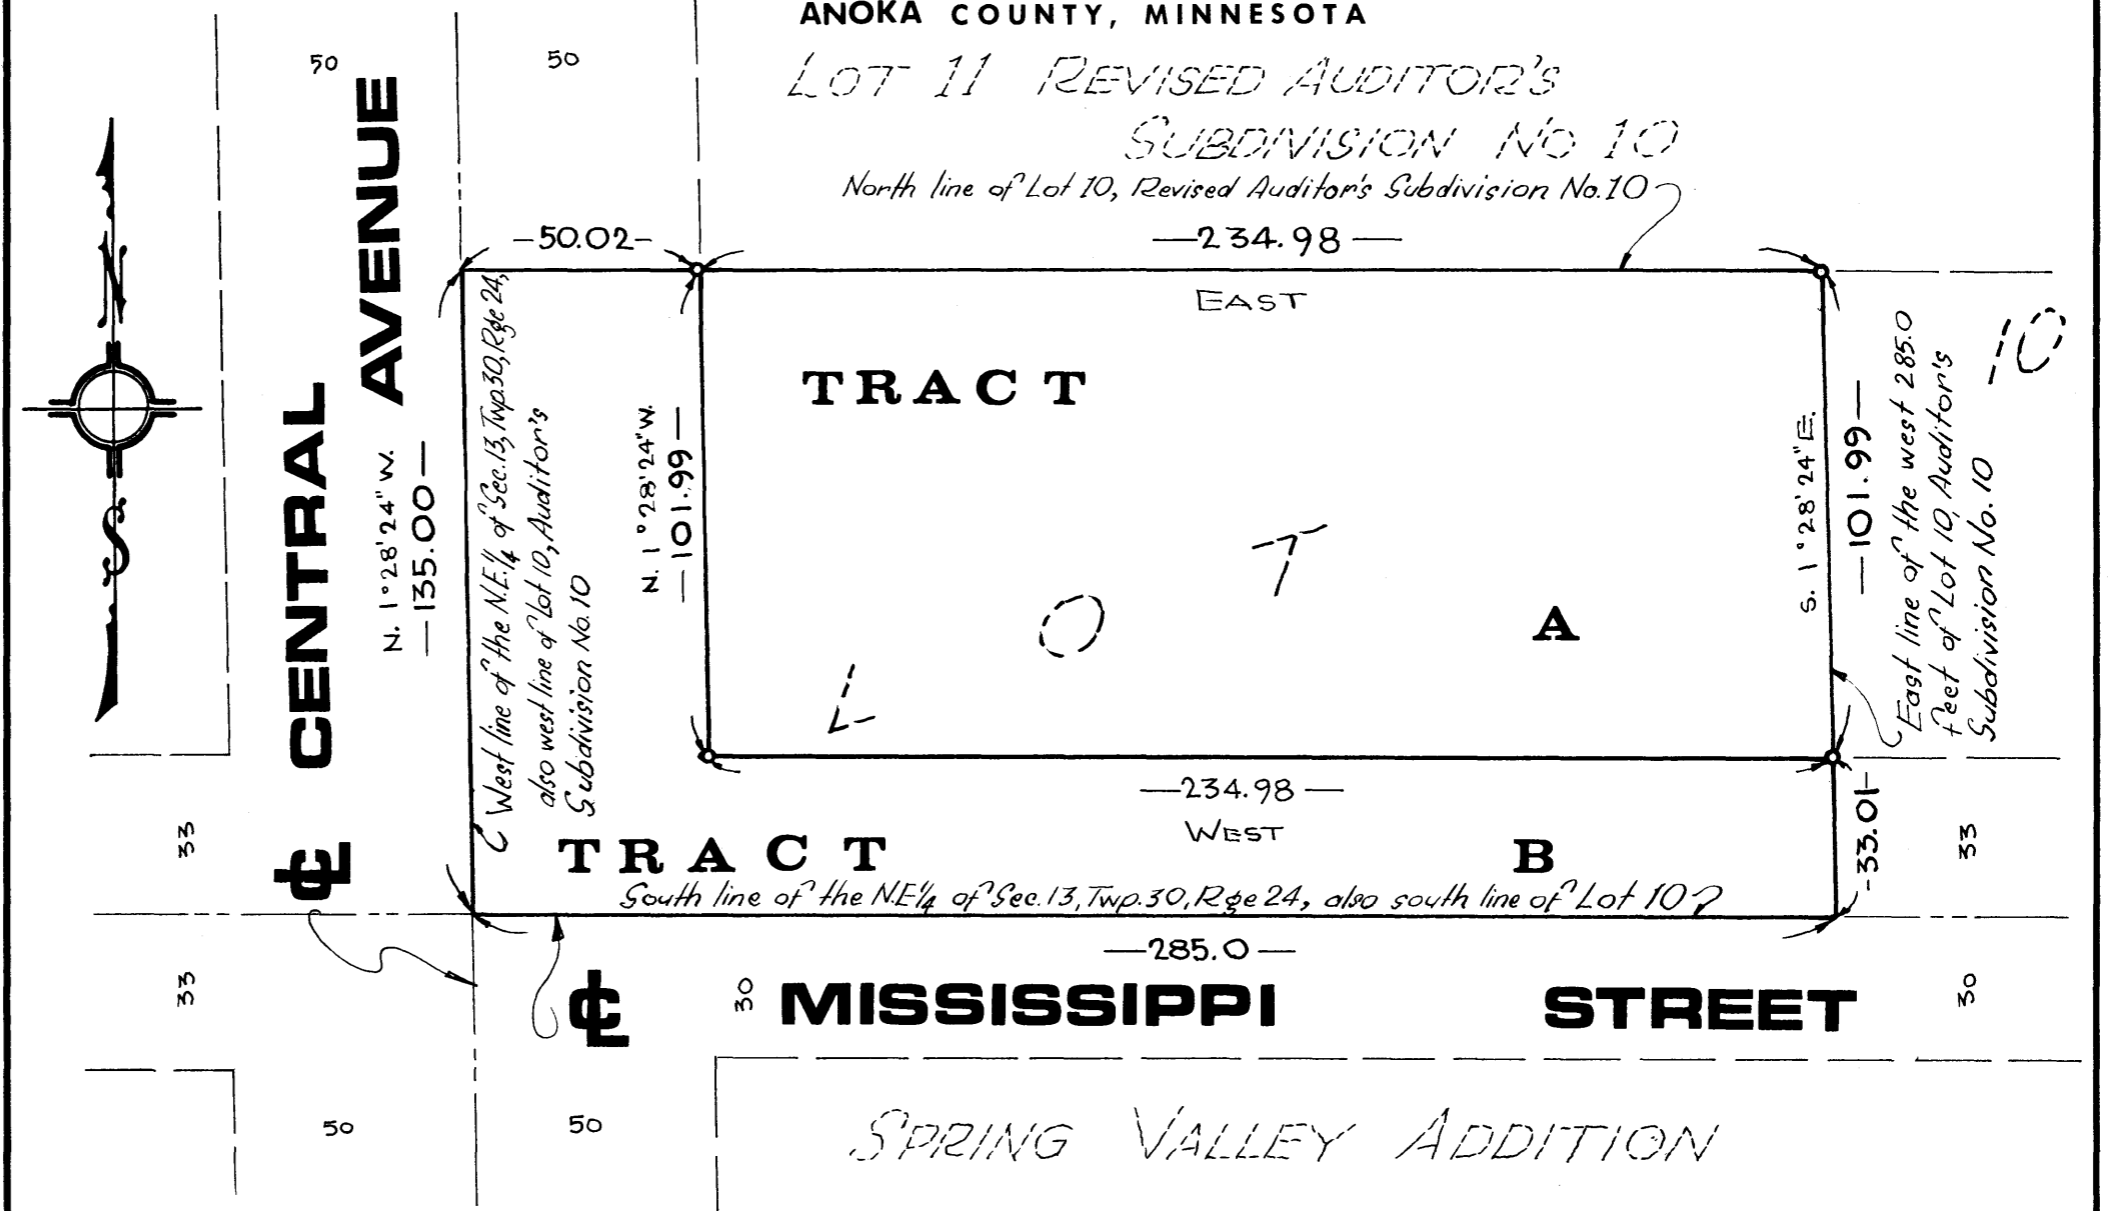 ANOKA COUNTY, MINNESOTA
LOT 11 REVISED AUDITOR'S
SUBDIVISION NO 10
North line of Lot 10, Revised Auditor's Subdivision No. 10
50
50
-50.02-
—234.98—
EAST
N
S
CENTRAL AVENUE
N. 1°28'24" W.
—135.00—
West line of the N.E.1/4 of Sec.13, Twp.30, Rge 24,
also west line of Lot 10, Auditor's
Subdivision No. 10
N. 1°28'24" W.
—101.99—
TRACT A
LOT 10
S. 1°28'24" E.
—101.99—
East line of the west 285.0
feet of Lot 10, Auditor's
Subdivision No. 10
—234.98—
WEST
TRACT B
-33.01-
33
33
South line of the N.E1/4 of Sec.13, Twp.30, Rge 24, also south line of Lot 10
—285.0—
CL
33
CL
30
MISSISSIPPI STREET
30
50
50
SPRING VALLEY ADDITION